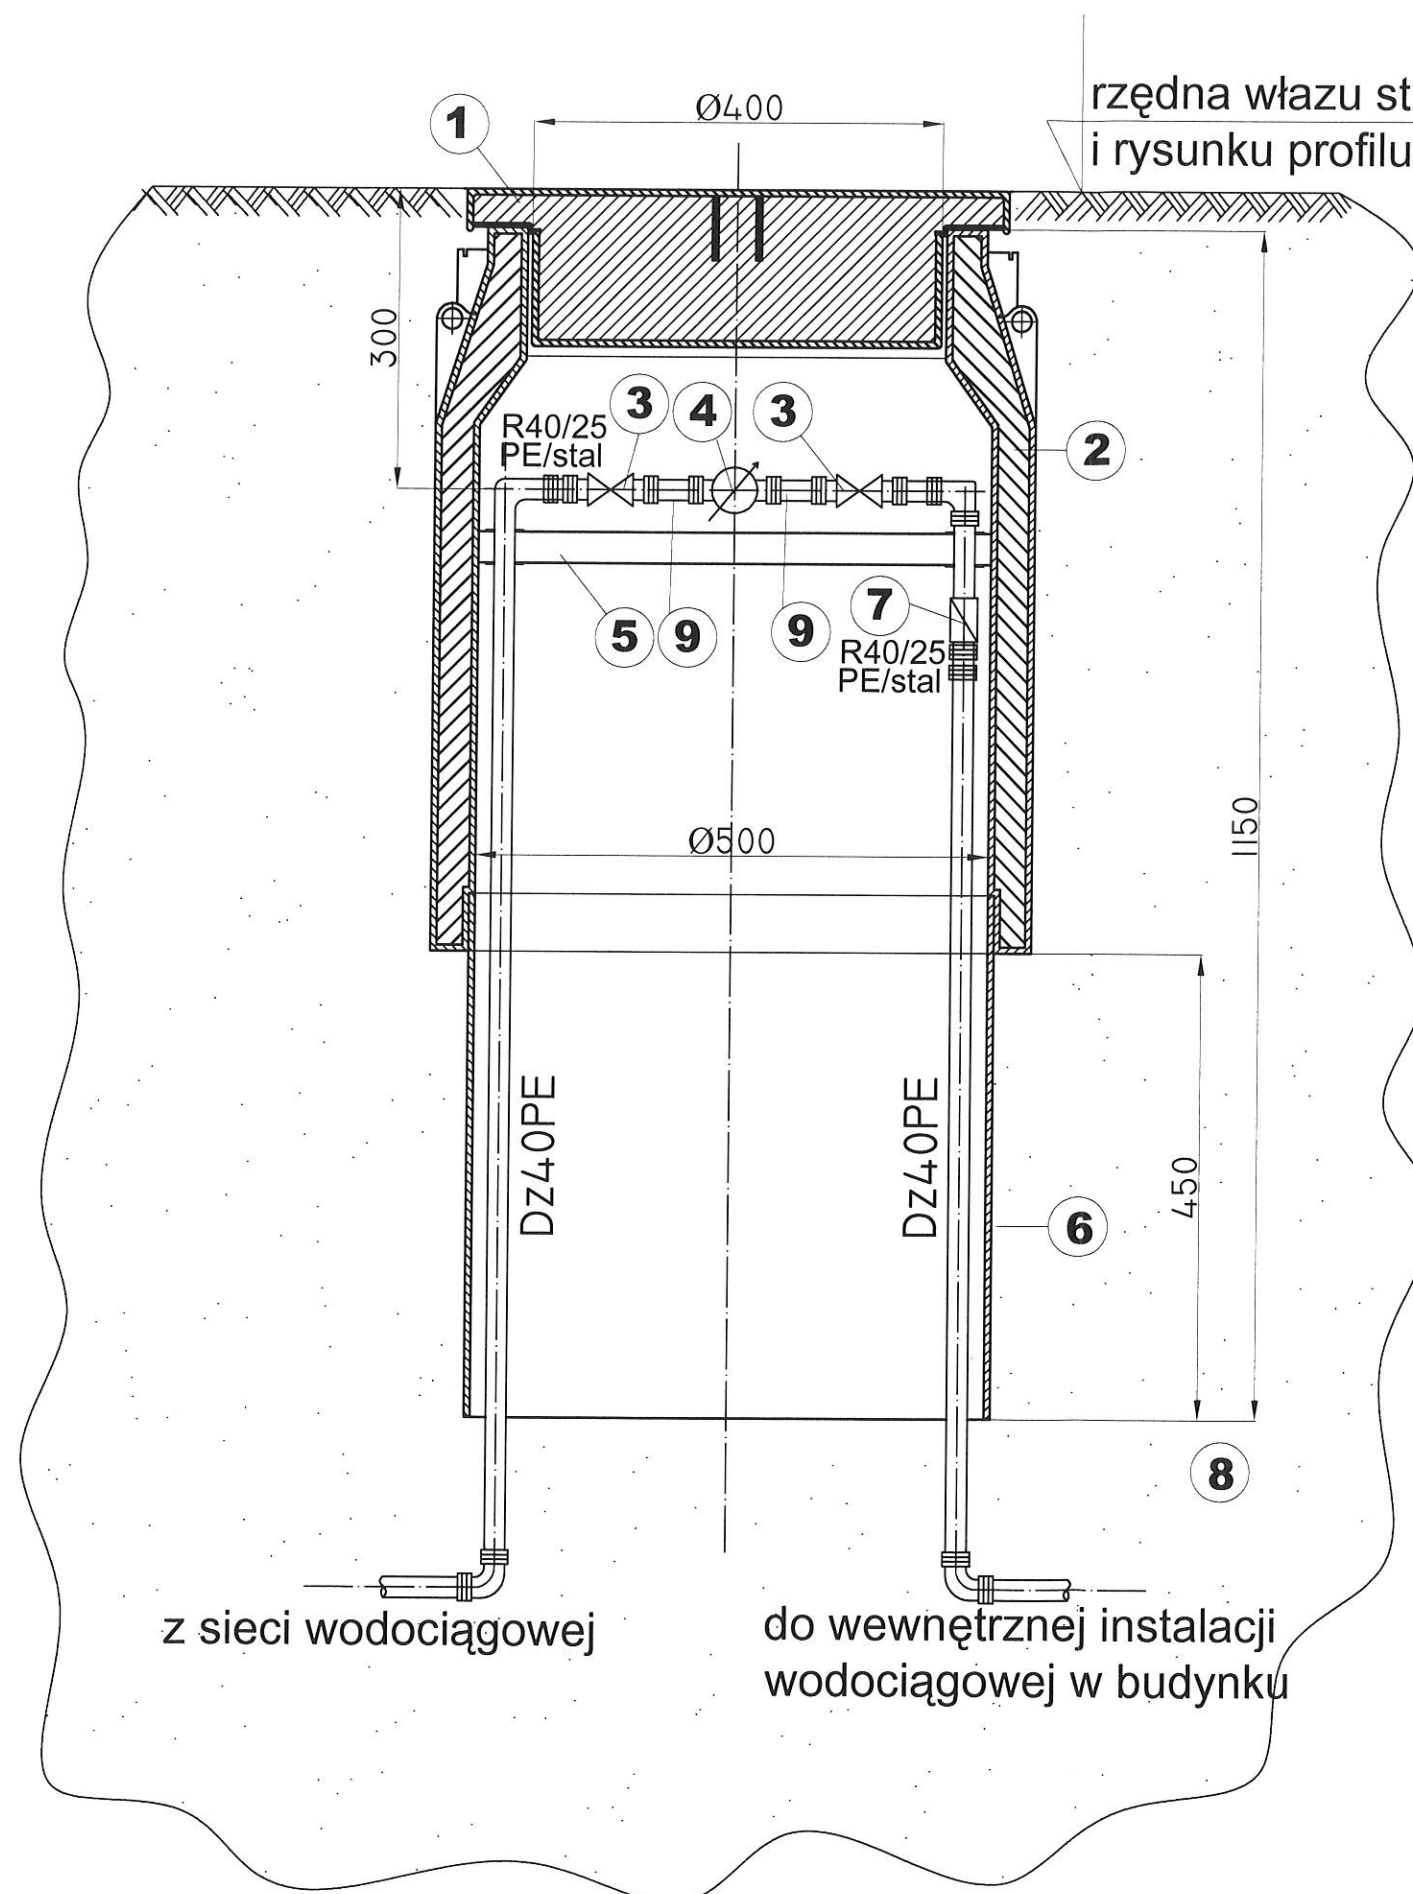 rzędna włazu st
i rysunku profilu
Ø400
1
300
R40/25
PE/stal
3
4
3
2
5
9
9
7
R40/25
PE/stal
Ø500
1150
Dz40PE
Dz40PE
450
6
8
z sieci wodociągowej
do wewnętrznej instalacji
wodociągowej w budynku